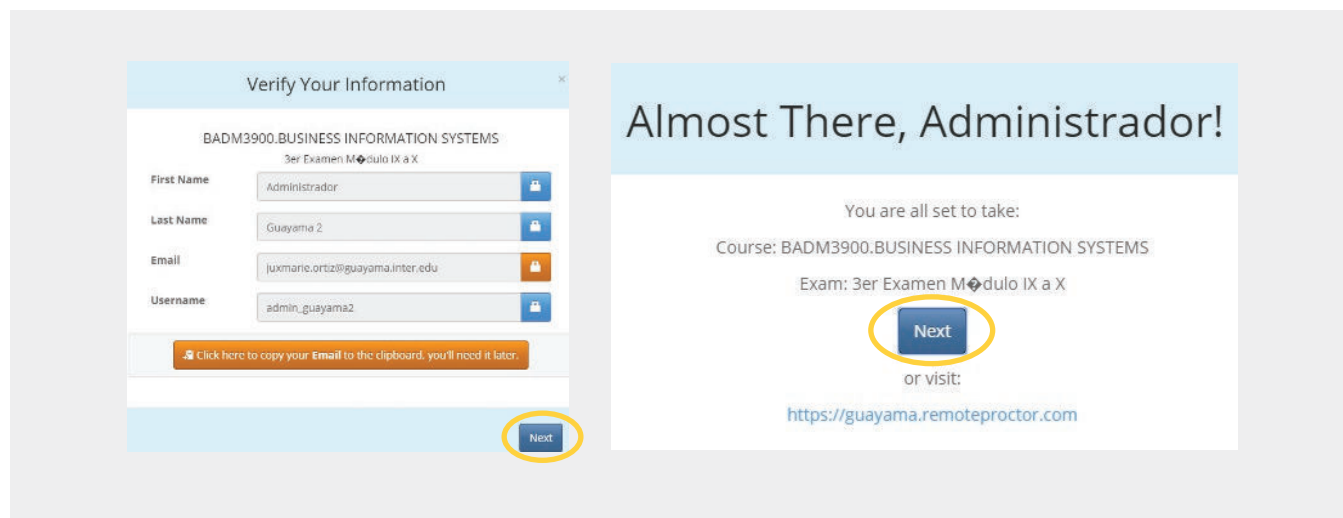 Verify Your Information
×
BADM3900.BUSINESS INFORMATION SYSTEMS
3er Examen M�dulo IX a X
First Name
Administrador
Last Name
Guayama 2
Email
juxmarie.ortiz@guayama.inter.edu
Username
admin_guayama2
Click here to copy your Email to the clipboard, you'll need it later.
Next
Almost There, Administrador!
You are all set to take:
Course: BADM3900.BUSINESS INFORMATION SYSTEMS
Exam: 3er Examen M�dulo IX a X
Next
or visit:
https://guayama.remoteproctor.com